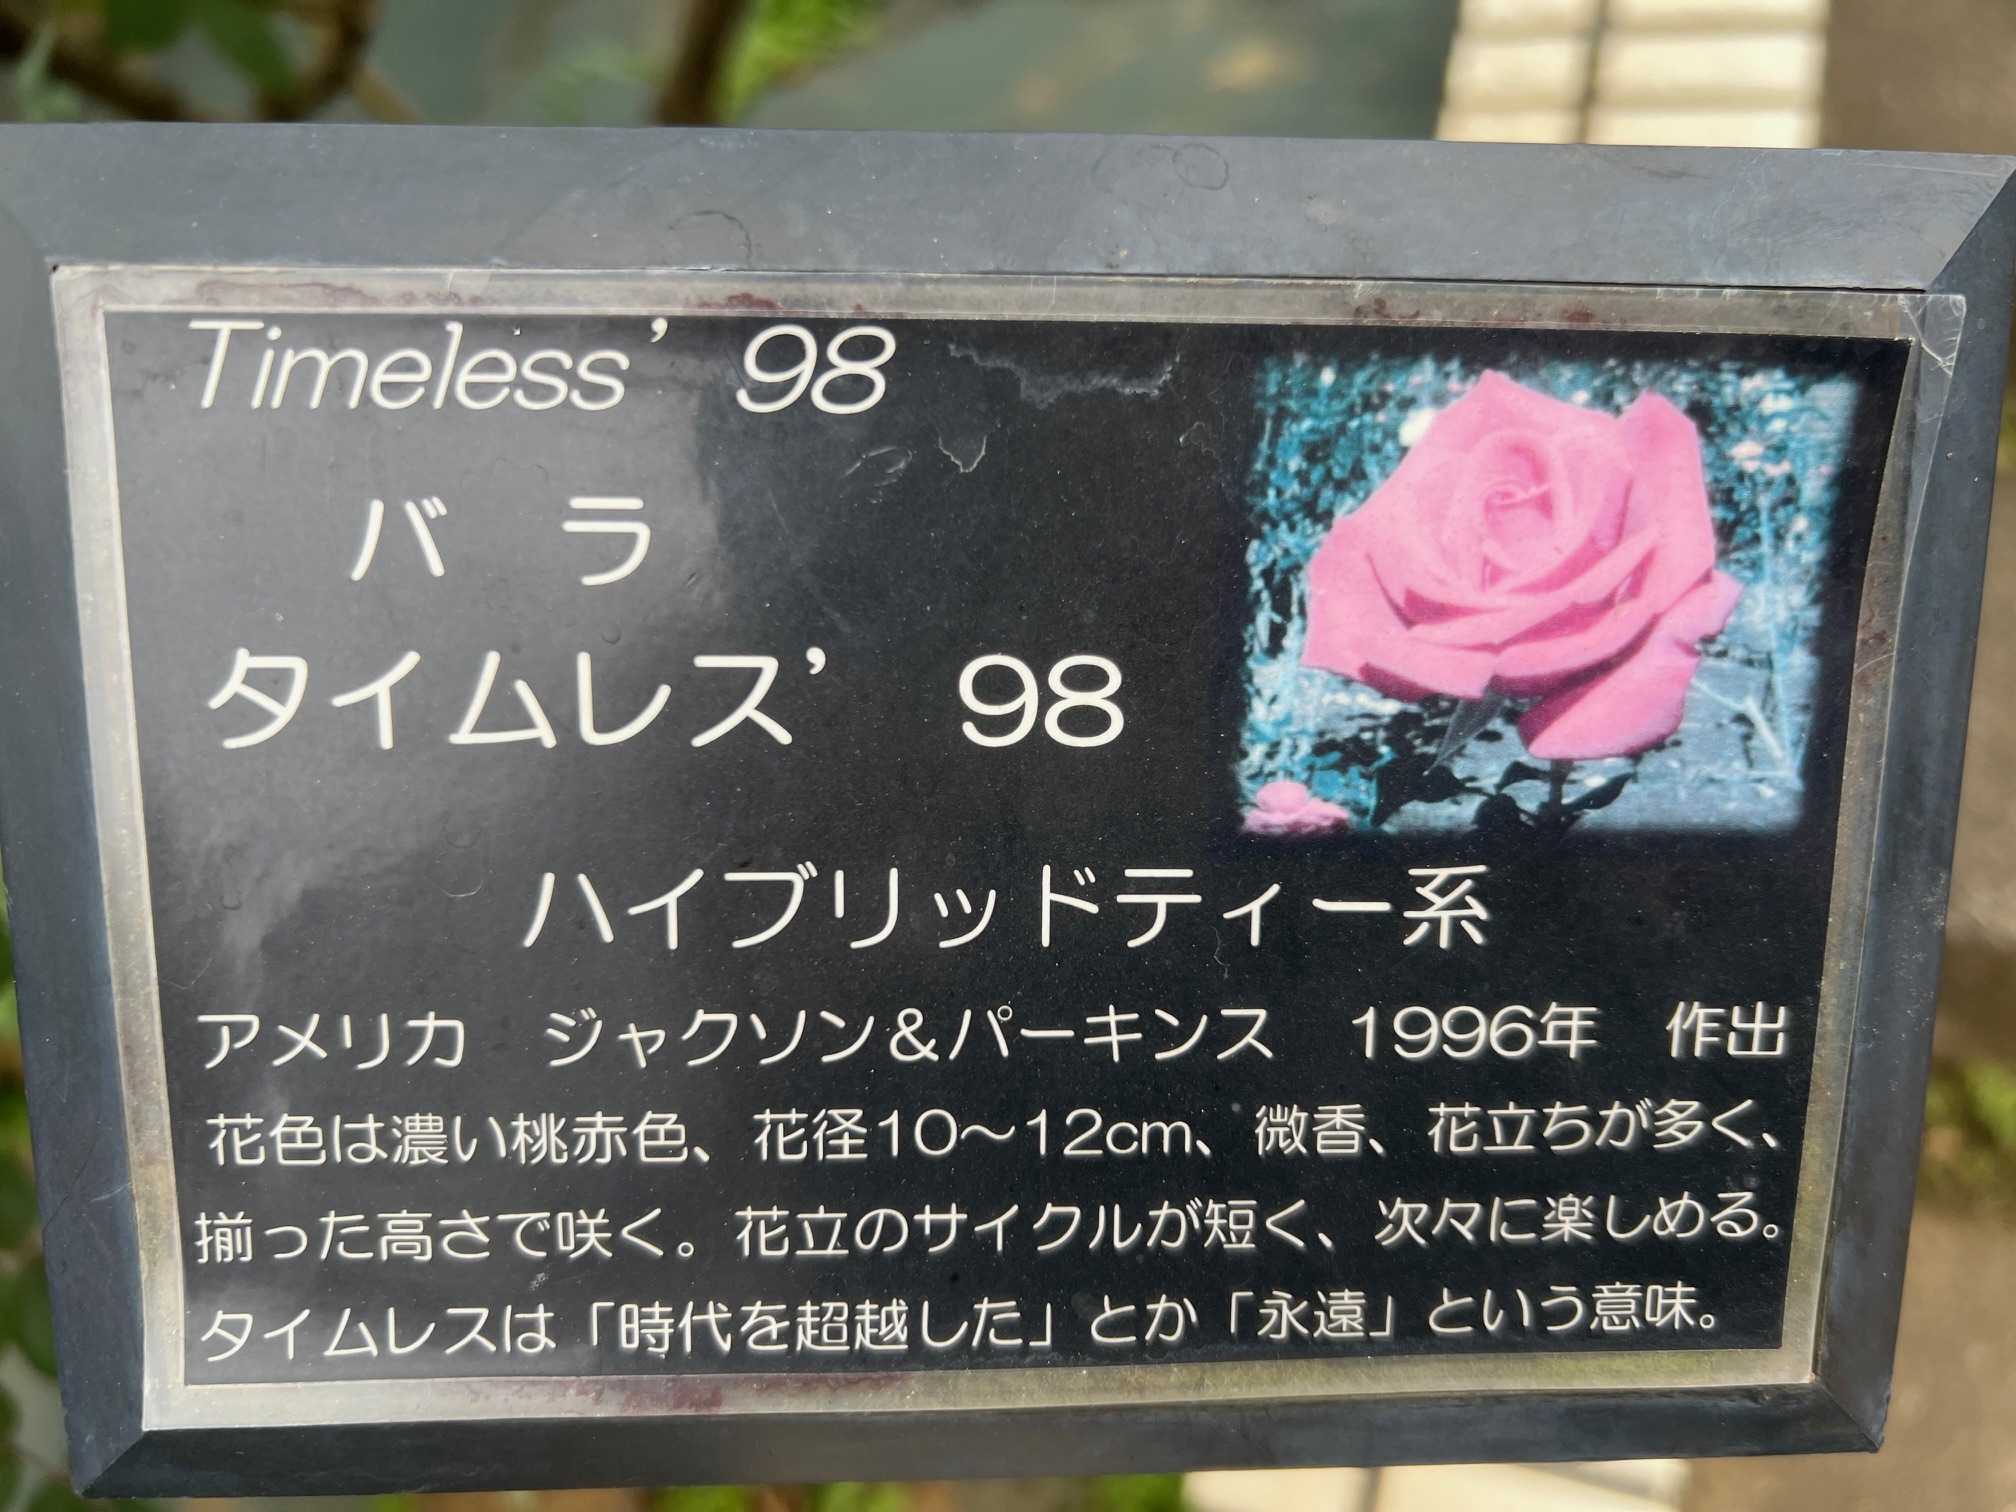 Timeless’ 98
バ　ラ
タイムレス’ 98
ハイブリッドティー系
アメリカ　ジャクソン＆パーキンス　1996年　作出
花色は濃い桃赤色、花径10～12cm、微香、花立ちが多く、
揃った高さで咲く。花立のサイクルが短く、次々に楽しめる。
タイムレスは「時代を超越した」とか「永遠」という意味。